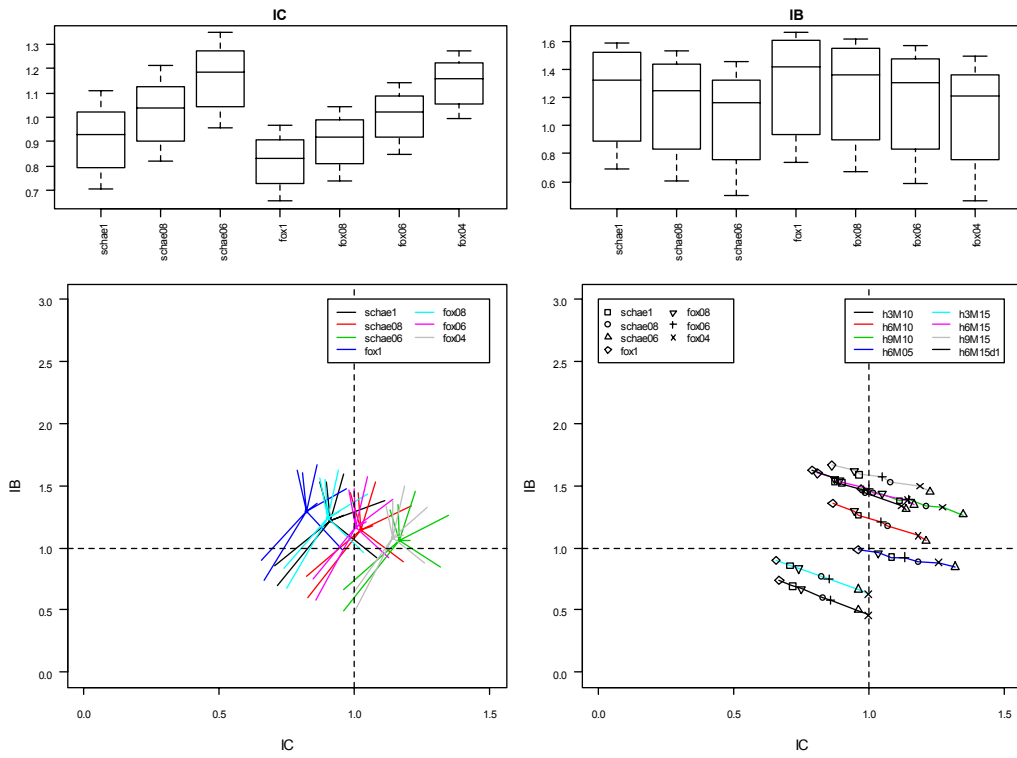 IC
1.3
1.2
1.1
1.0
0.9
0.8
0.7
schae1
schae08
schae06
fox1
fox08
fox06
fox04
IB
1.6
1.4
1.2
1.0
0.8
0.6
schae1
schae08
schae06
fox1
fox08
fox06
fox04
3.0
2.5
2.0
1.5
1.0
0.5
0.0
IB
schae1 fox08
schae08 fox06
schae06 fox04
fox1
0.0 0.5 1.0 1.5
IC
3.0
2.5
2.0
1.5
1.0
0.5
0.0
IB
schae1 fox08
schae08 fox06
schae06 fox04
fox1
h3M10 h3M15
h6M10 h6M15
h9M10 h9M15
h6M05 h6M15d1
0.0 0.5 1.0 1.5
IC